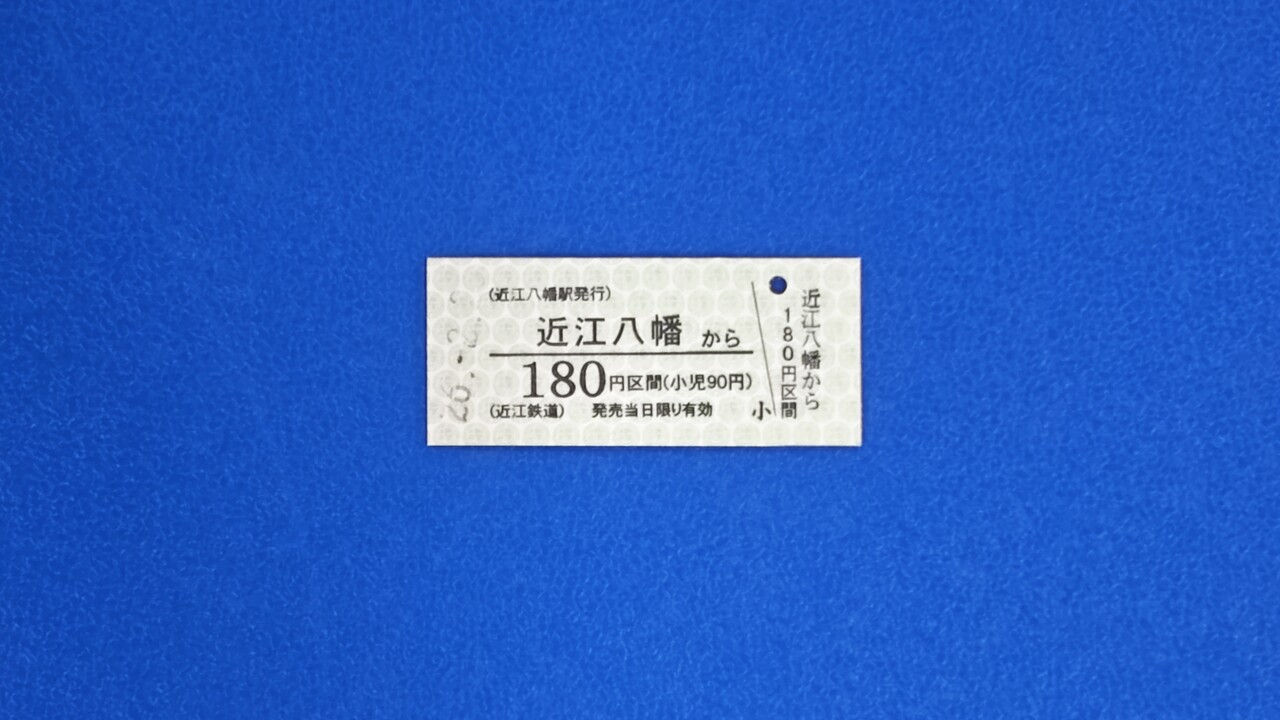 (近江八幡駅発行)
近江八幡 から
180円区間(小児90円)
(近江鉄道) 発売当日限り有効
小
近江八幡から
180円区間